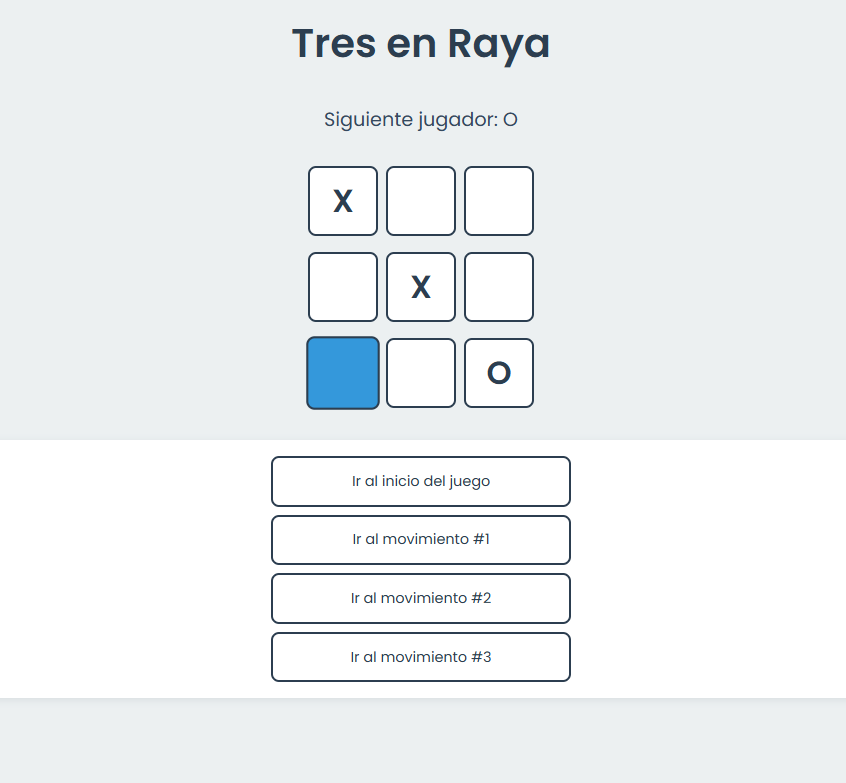 Tres en Raya
Siguiente jugador: O
X
X
O
Ir al inicio del juego
Ir al movimiento #1
Ir al movimiento #2
Ir al movimiento #3